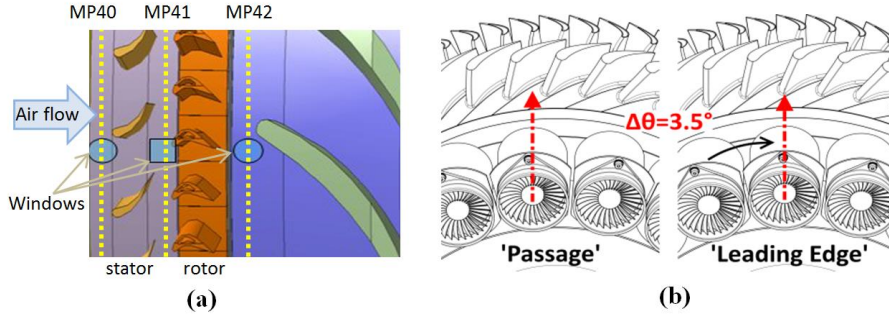 MP40 MP41 MP42
Air flow
Windows
stator rotor
(a)
Δθ=3.5°
'Passage' 'Leading Edge'
(b)